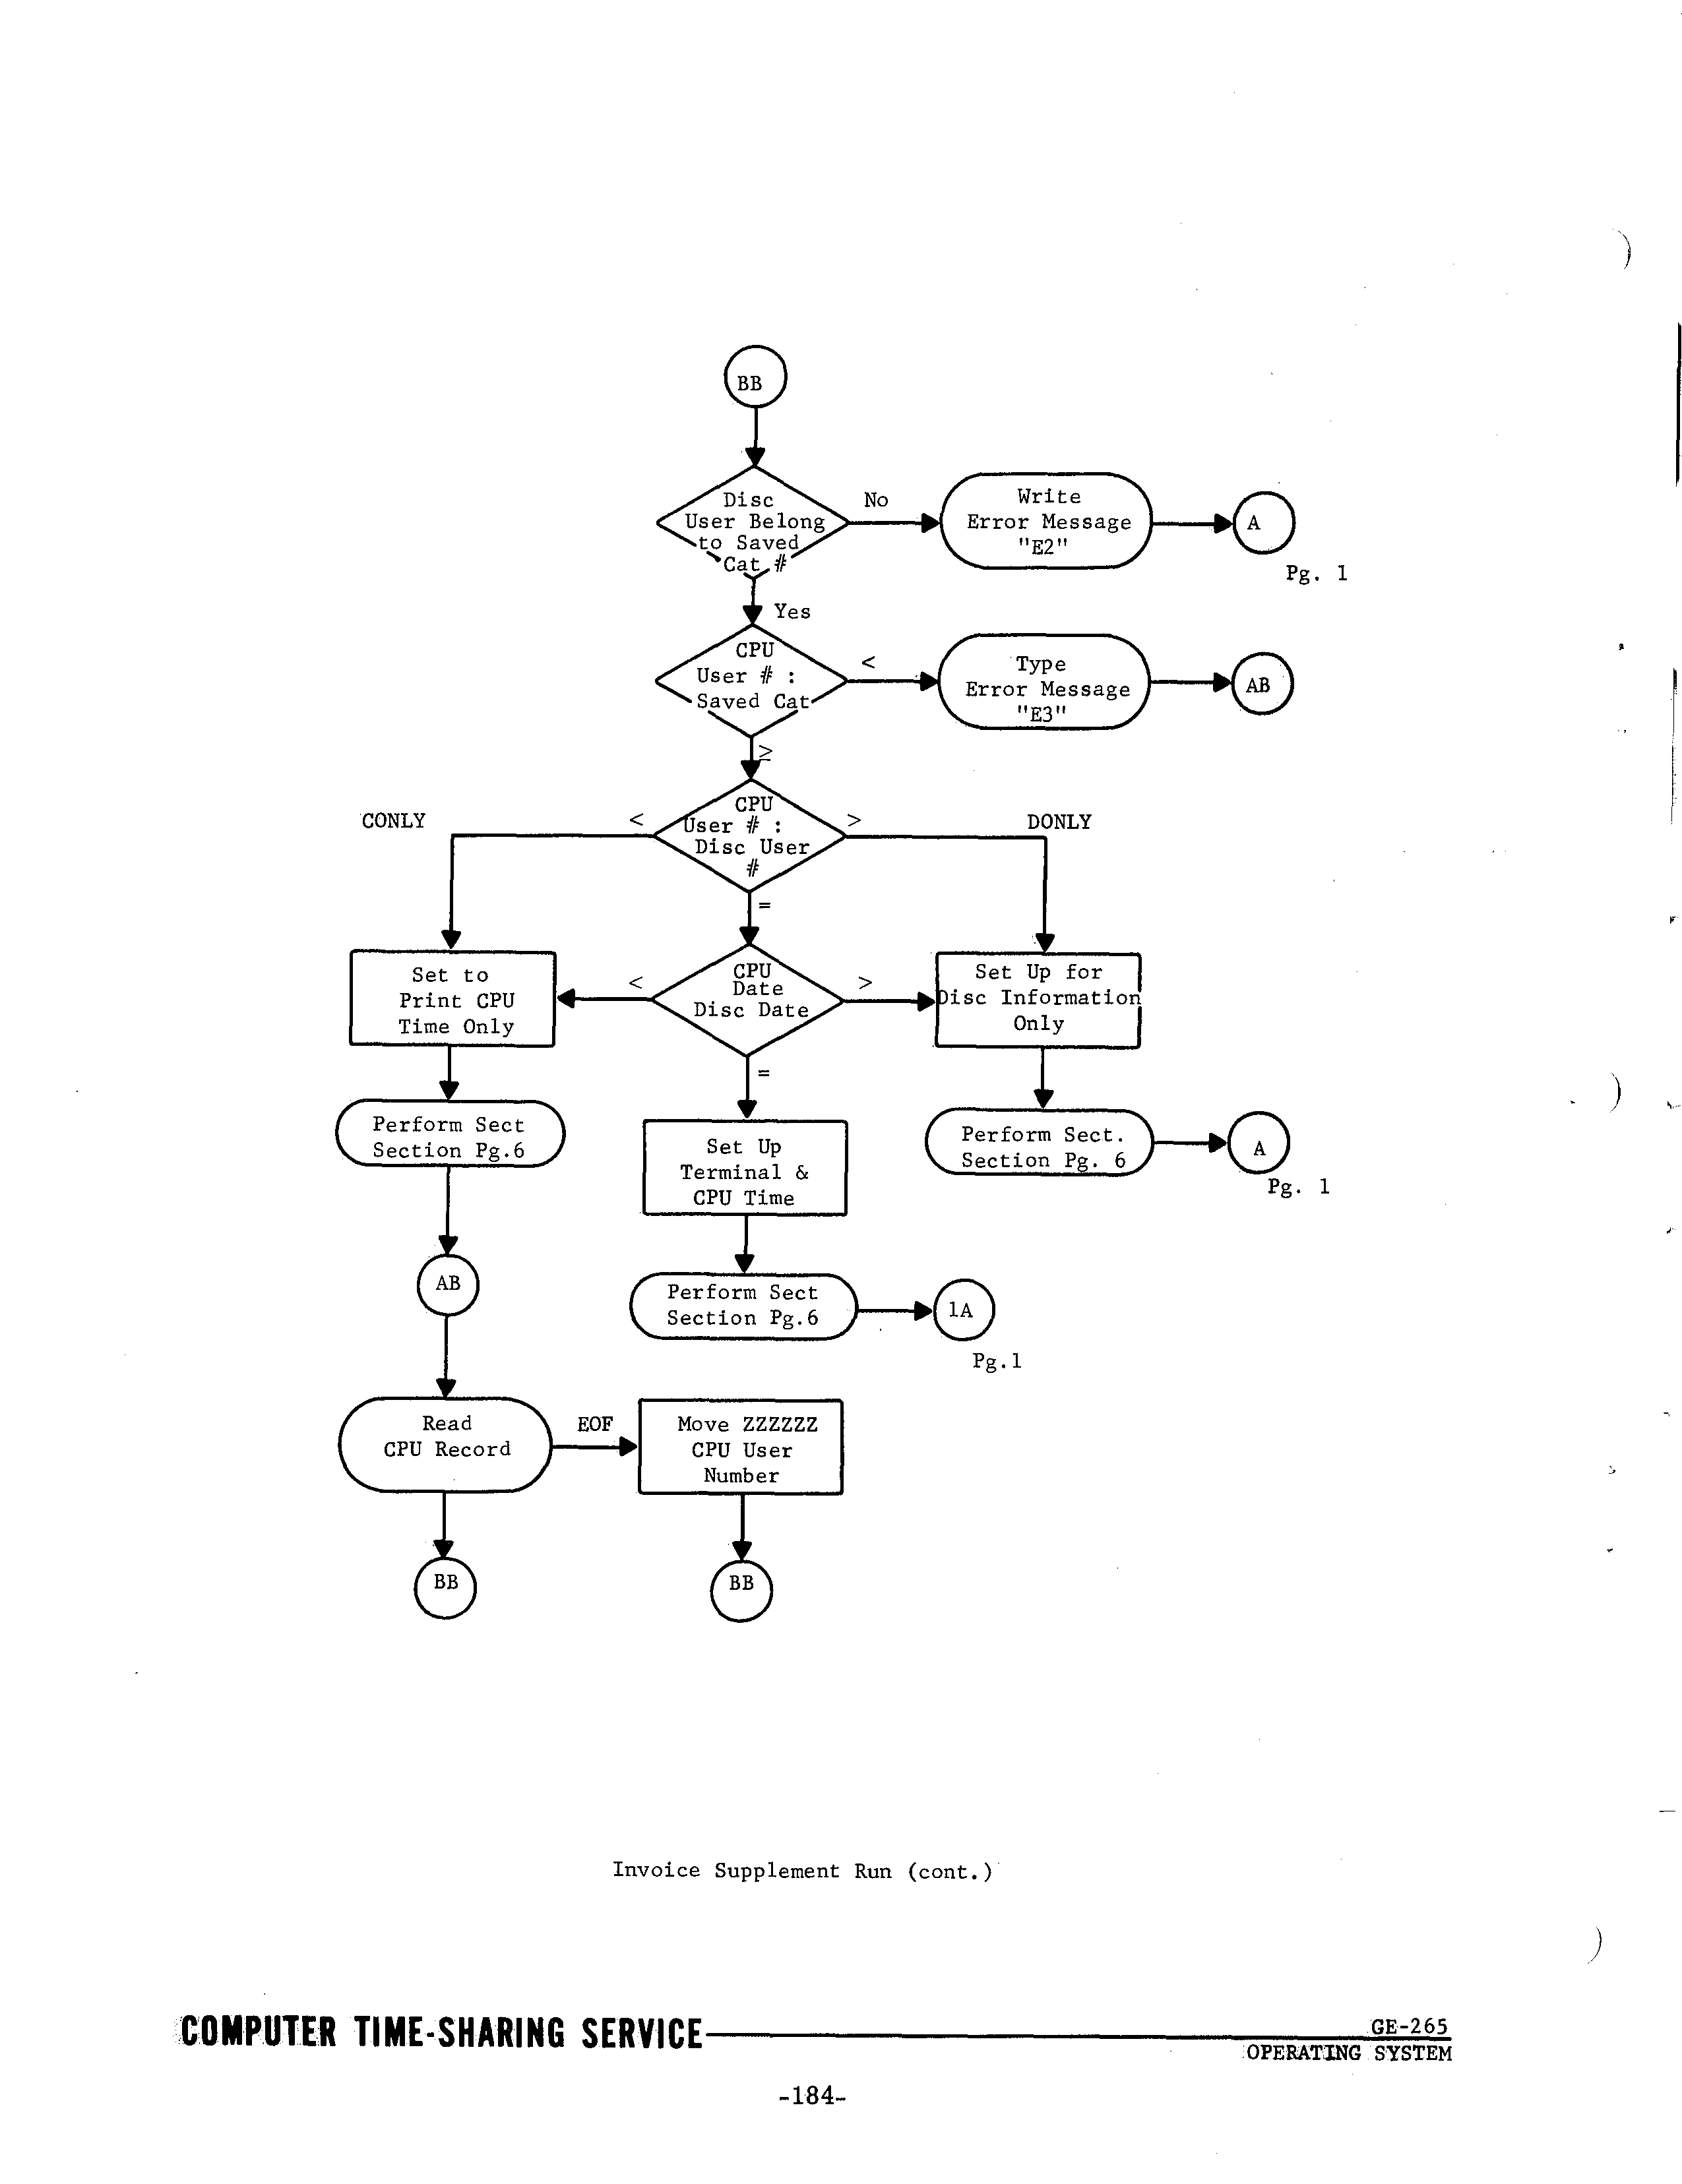 BB
Disc
User Belong
to Saved
Cat #
No
Write
Error Message
"E2"
A
Pg. 1
Yes
CPU
User # :
Saved Cat
<
Type
Error Message
"E3"
AB
≥
CONLY
<
CPU
User # :
Disc User
#
>
DONLY
=
Set to
Print CPU
Time Only
<
CPU
Date
Disc Date
>
Set Up for
Disc Information
Only
=
Perform Sect
Section Pg.6
Set Up
Terminal &
CPU Time
Perform Sect.
Section Pg. 6
A
Pg. 1
AB
Perform Sect
Section Pg.6
1A
Pg.1
Read
CPU Record
EOF
Move ZZZZZZ
CPU User
Number
BB
BB
Invoice Supplement Run (cont.)
COMPUTER TIME-SHARING SERVICE
GE-265
OPERATING SYSTEM
-184-